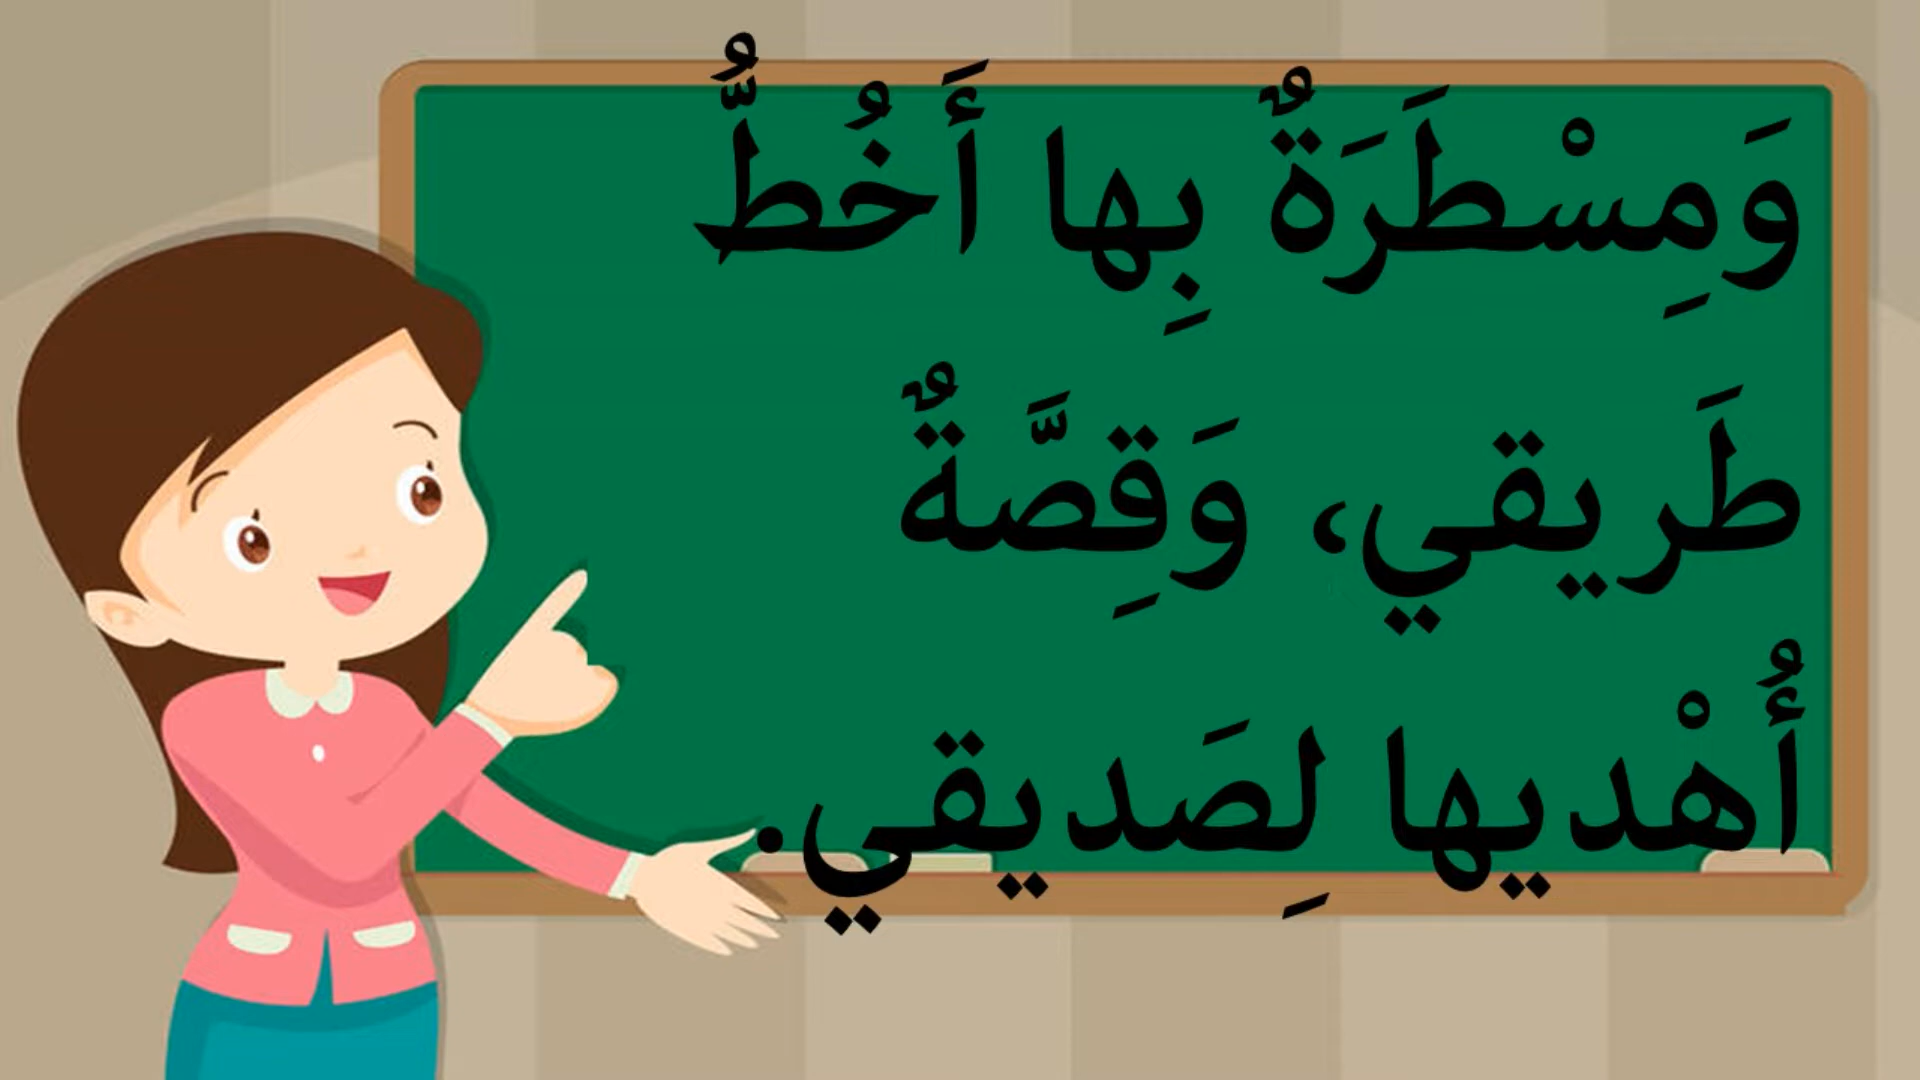 وَمِسْطَرَةٌ بِها أَخُطُّ
طَريقي، وَقِصَّةٌ
أُهْديها لِصَديقي.